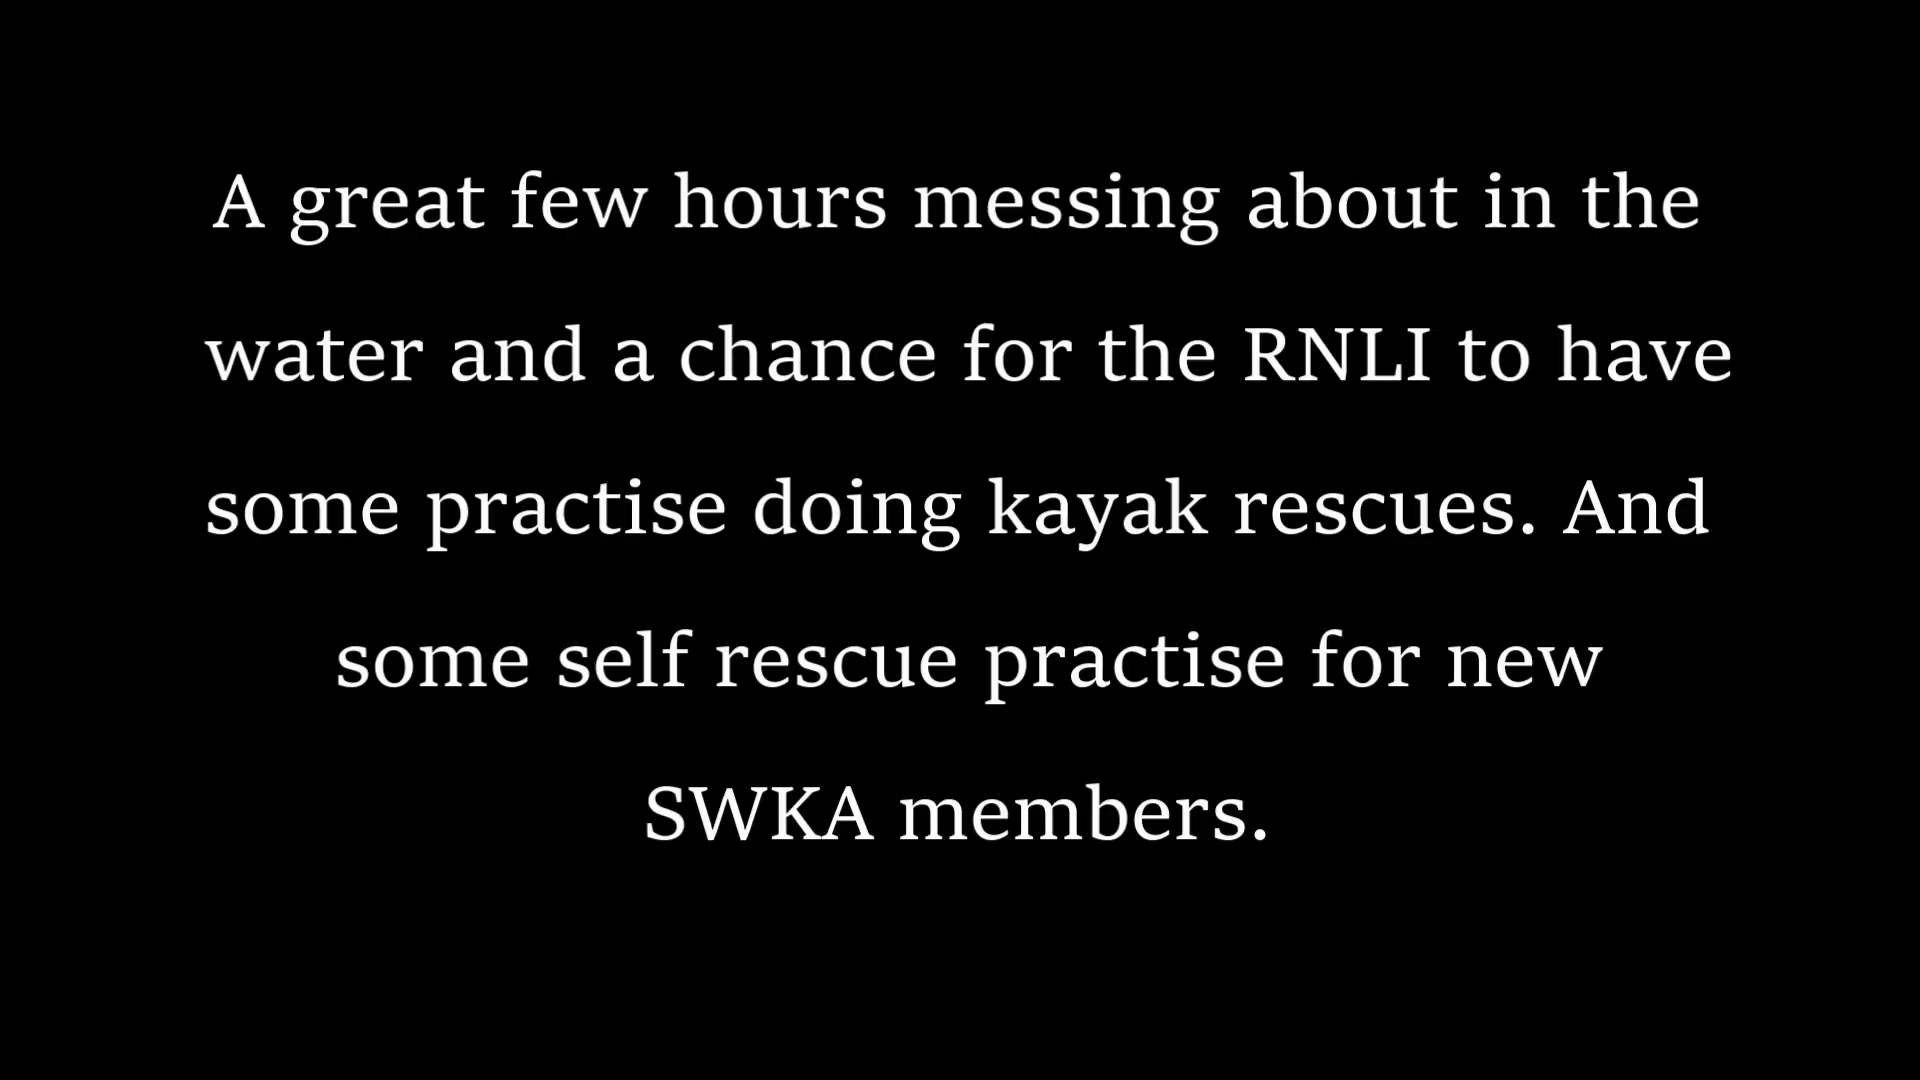 A great few hours messing about in the
water and a chance for the RNLI to have
some practise doing kayak rescues. And
some self rescue practise for new
SWKA members.